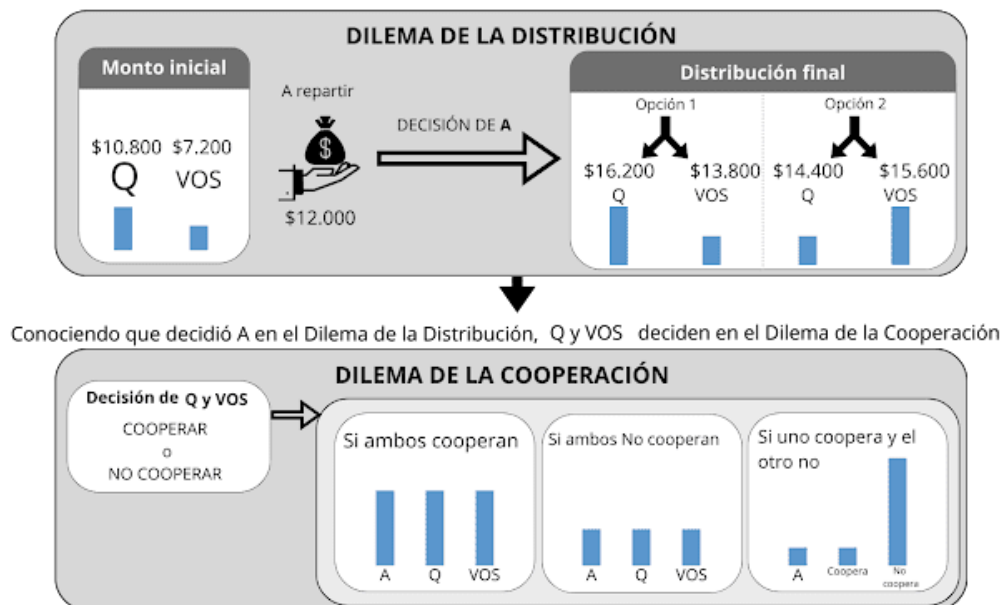 DILEMA DE LA DISTRIBUCIÓN
Monto inicial
$10.800 $7.200
Q VOS
A repartir
$
$12.000
DECISIÓN DE A
Distribución final
Opción 1
Opción 2
$16.200 $13.800 $14.400 $15.600
Q VOS Q VOS
Conociendo que decidió A en el Dilema de la Distribución, Q y VOS deciden en el Dilema de la Cooperación
DILEMA DE LA COOPERACIÓN
Decisión de Q y VOS
COOPERAR
o
NO COOPERAR
Si ambos cooperan
A Q VOS
Si ambos No cooperan
A Q VOS
Si uno coopera y el
otro no
A Coopera No
coopera